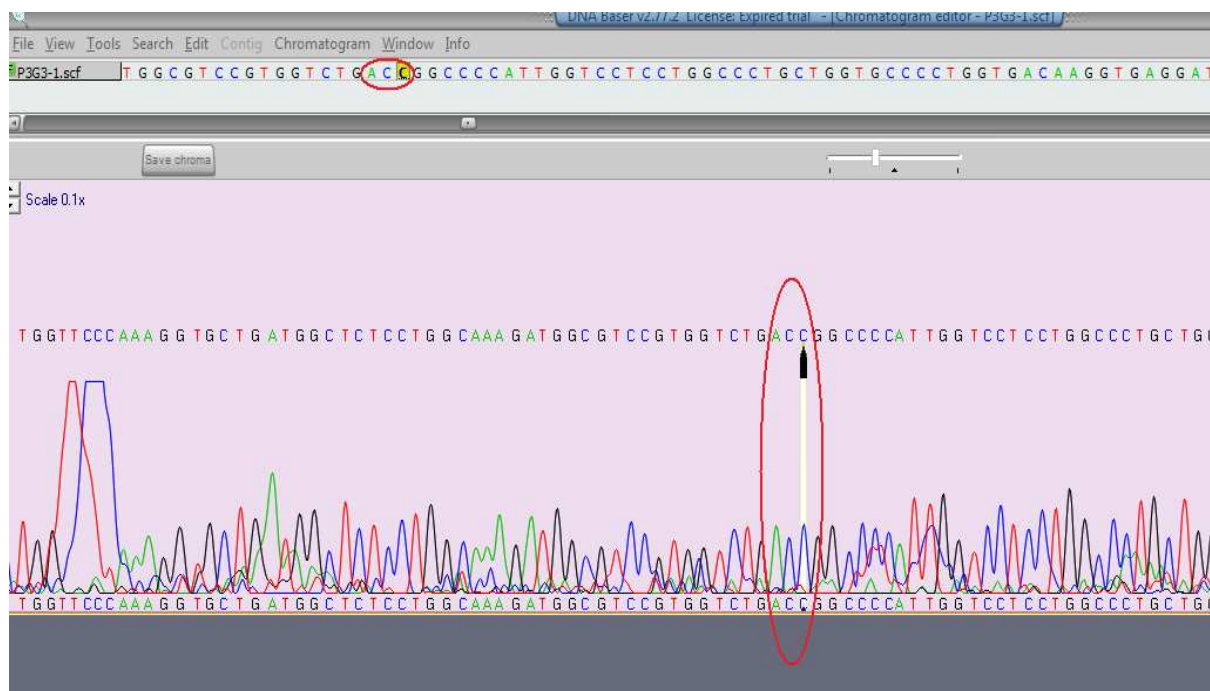 DNA Baser v2.77.2 License: Expired trial - [Chromatogram editor - P3G3-1.scf]
File View Tools Search Edit Contig Chromatogram Window Info
P3G3-1.scf T G G C G T C C G T G G T C T G A C C G G C C C C A T T G G T C C T C C T G G C C C T G C T G G T G C C C C T G G T G A C A A G G T G A G G A T
Save chroma
Scale 0.1x
T G G T T C C C A A A G G T G C T G A T G G C T C T C C T G G C A A A G A T G G C G T C C G T G G T C T G A C C G G C C C C A T T G G T C C T C C T G G C C C T G C T G
T G G T T C C C A A A G G T G C T G A T G G C T C T C C T G G C A A A G A T G G C G T C C G T G G T C T G A C C G G C C C C A T T G G T C C T C C T G G C C C T G C T G